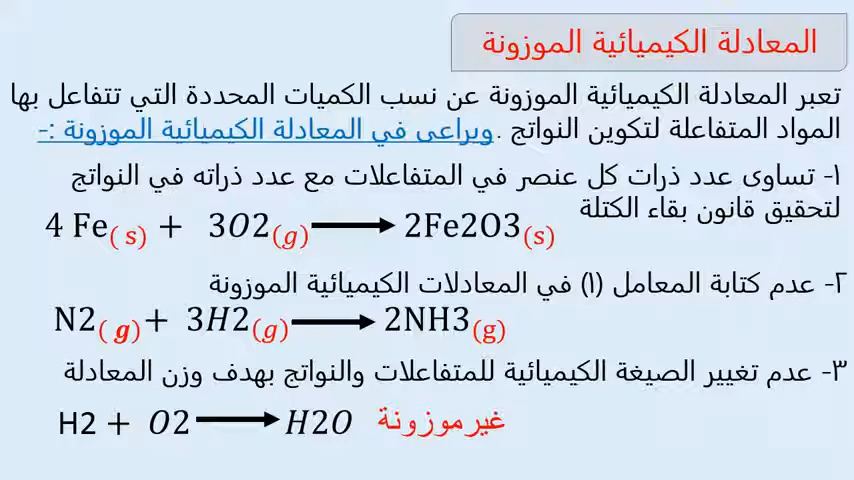 المعادلة الكيميائية الموزونة
تعبر المعادلة الكيميائية الموزونة عن نسب الكميات المحددة التي تتفاعل بها
المواد المتفاعلة لتكوين النواتج .ويراعى في المعادلة الكيميائية الموزونة :-
١- تساوى عدد ذرات كل عنصر في المتفاعلات مع عدد ذراته في النواتج
لتحقيق قانون بقاء الكتلة
4 Fe( s) + 3O2(g) → 2Fe2O3(s)
٢- عدم كتابة المعامل (١) في المعادلات الكيميائية الموزونة
N2( g) + 3H2(g) → 2NH3(g)
٣- عدم تغيير الصيغة الكيميائية للمتفاعلات والنواتج بهدف وزن المعادلة
H2 + O2 → H2O غيرموزونة